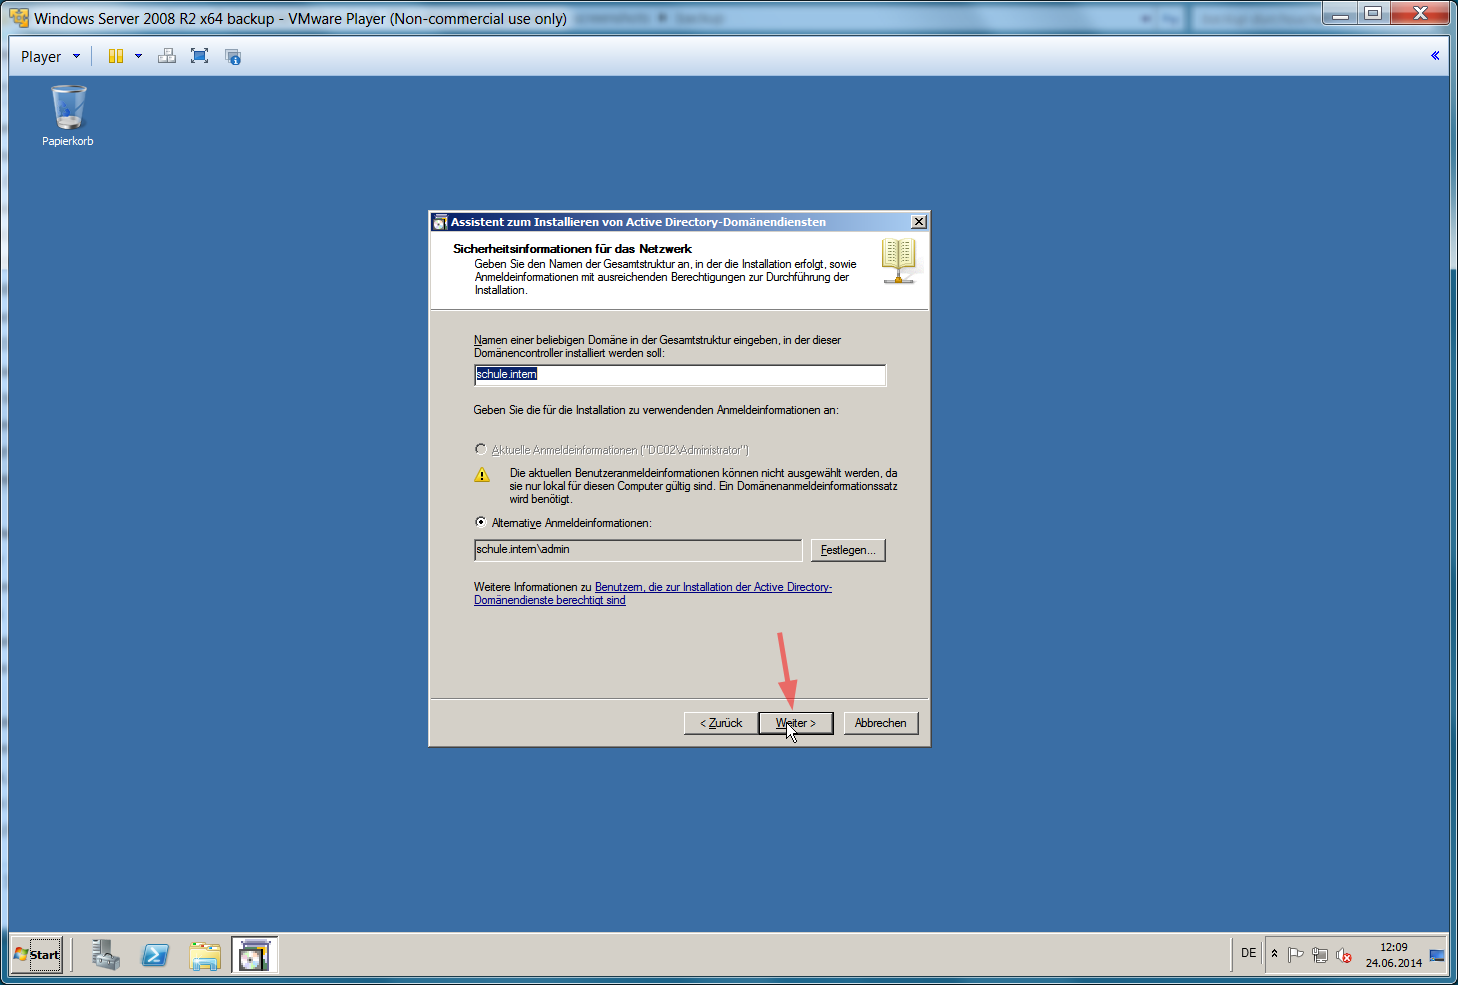 Windows Server 2008 R2 x64 backup - VMware Player (Non-commercial use only)
Player
«
Papierkorb
Assistent zum Installieren von Active Directory-Domänendiensten
Sicherheitsinformationen für das Netzwerk
Geben Sie den Namen der Gesamtstruktur an, in der die Installation erfolgt, sowie
Anmeldeinformationen mit ausreichenden Berechtigungen zur Durchführung der
Installation.
Namen einer beliebigen Domäne in der Gesamtstruktur eingeben, in der dieser
Domänencontroller installiert werden soll:
schule.intern
Geben Sie die für die Installation zu verwendenden Anmeldeinformationen an:
Aktuelle Anmeldeinformationen ("DC02\Administrator")
Die aktuellen Benutzeranmeldeinformationen können nicht ausgewählt werden, da
sie nur lokal für diesen Computer gültig sind. Ein Domänenanmeldeinformationssatz
wird benötigt.
Alternative Anmeldeinformationen:
schule.intern\admin
Festlegen...
Weitere Informationen zu Benutzern, die zur Installation der Active Directory-
Domänendienste berechtigt sind
< Zurück
Weiter >
Abbrechen
Start
DE
12:09
24.06.2014